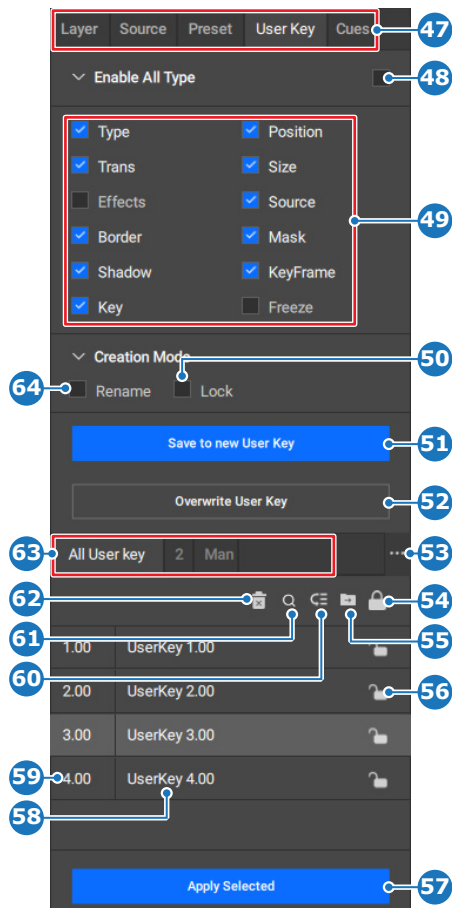 Layer Source Preset User Key Cues 47
Enable All Type 48
Type Position
Trans Size
Effects Source 49
Border Mask
Shadow KeyFrame
Key Freeze
Creation Mode 50
64 Rename Lock
Save to new User Key 51
Overwrite User Key 52
63 All User key 2 Man 53
62 54
61 55
1.00 UserKey 1.00
60
2.00 UserKey 2.00 56
3.00 UserKey 3.00
59 4.00 UserKey 4.00
58
Apply Selected 57